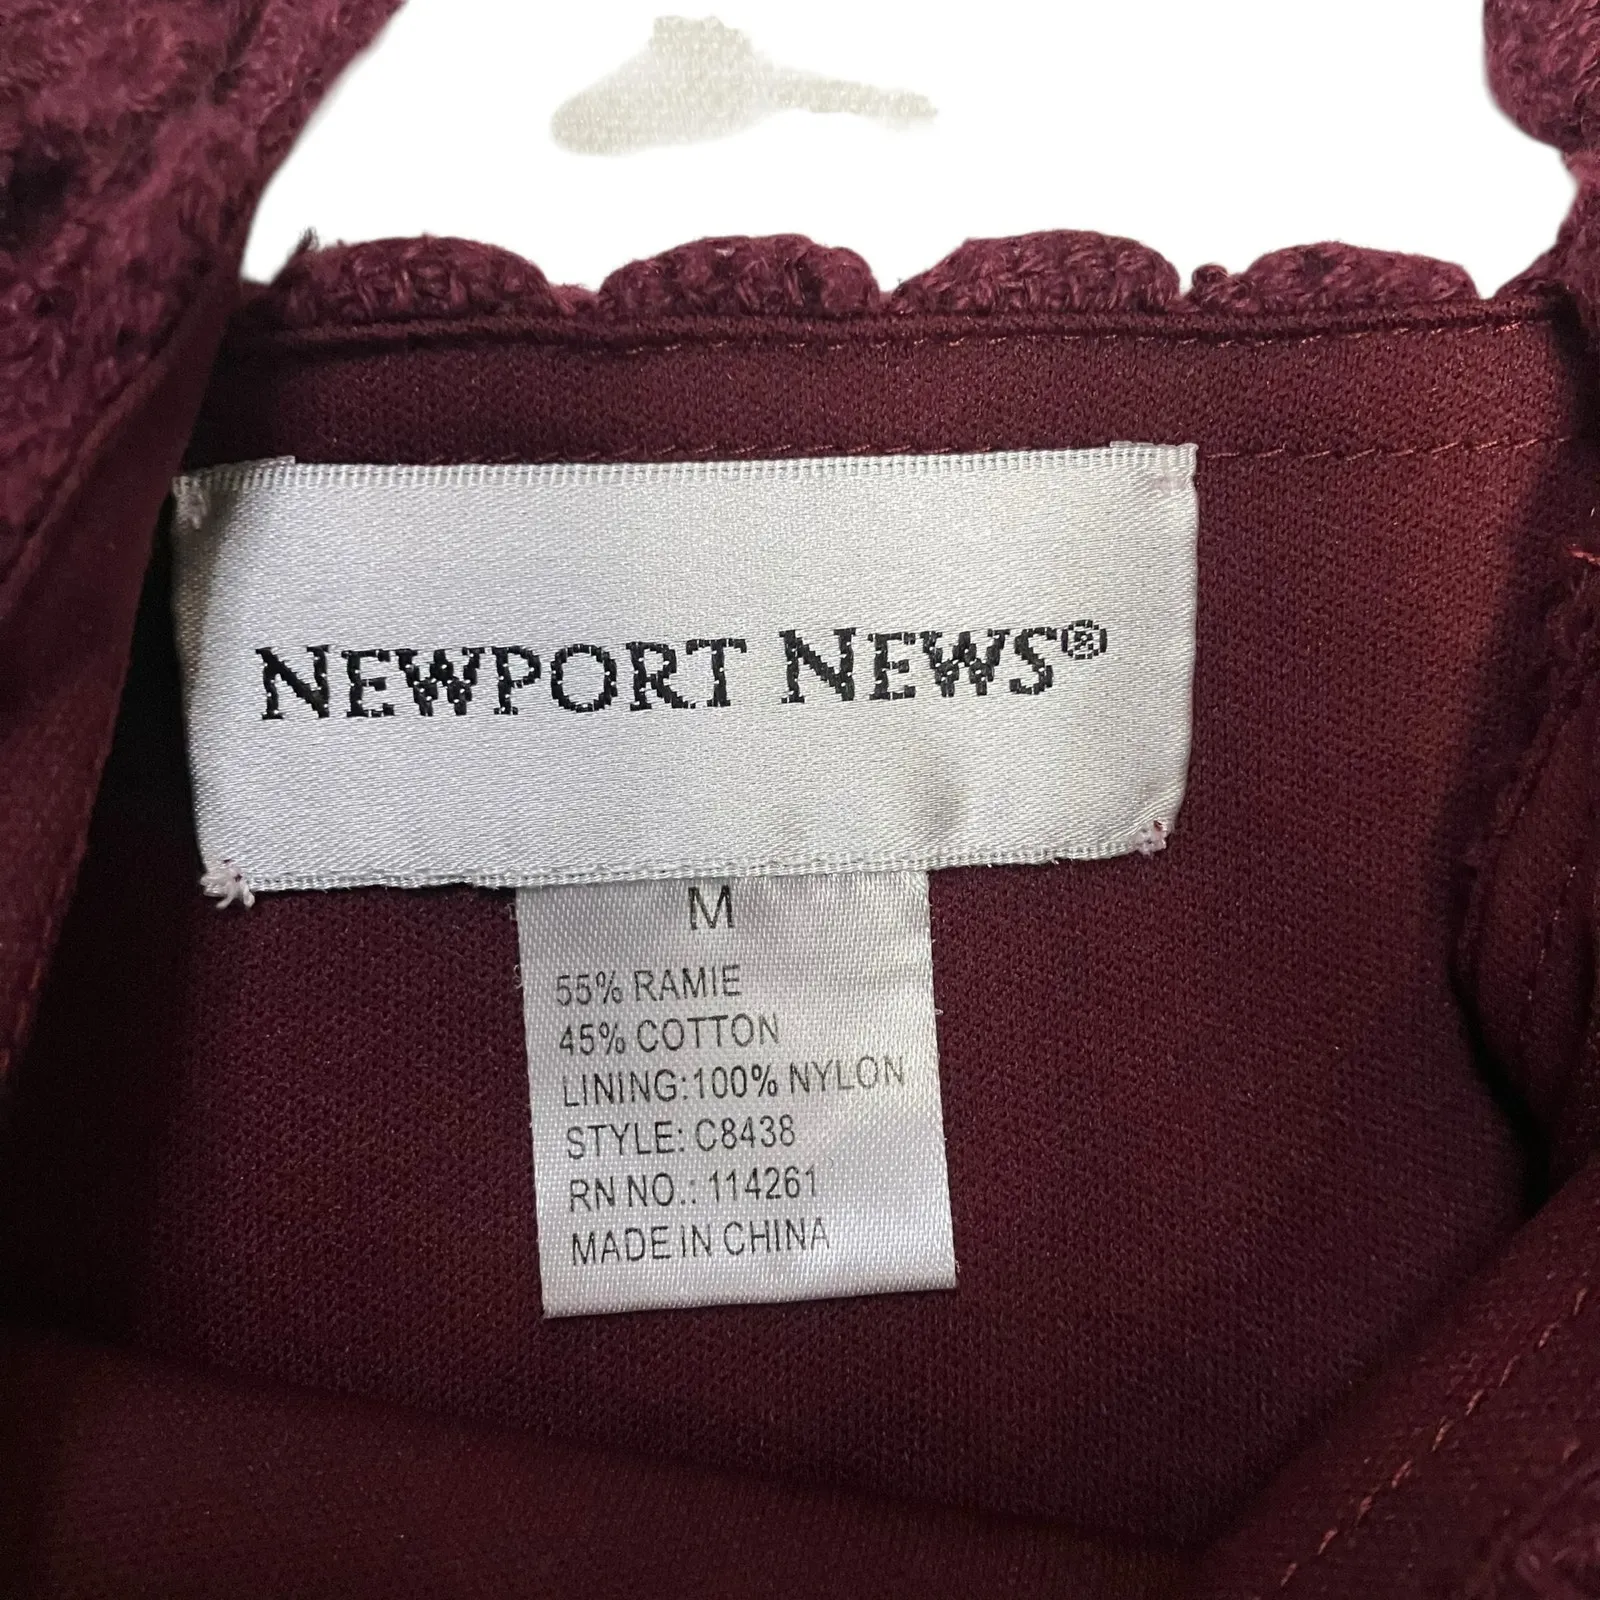 NEWPORT NEWS®
M
55% RAMIE
45% COTTON
LINING:100% NYLON
STYLE: C8438
RN NO.: 114261
MADE IN CHINA